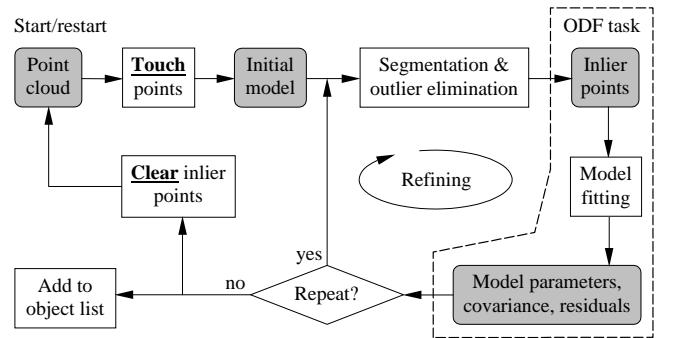 Start/restart
ODF task
Point
cloud
Touch
points
Initial
model
Segmentation &
outlier elimination
Inlier
points
Clear inlier
points
Refining
Model
fitting
yes
no
Add to
object list
Repeat?
Model parameters,
covariance, residuals